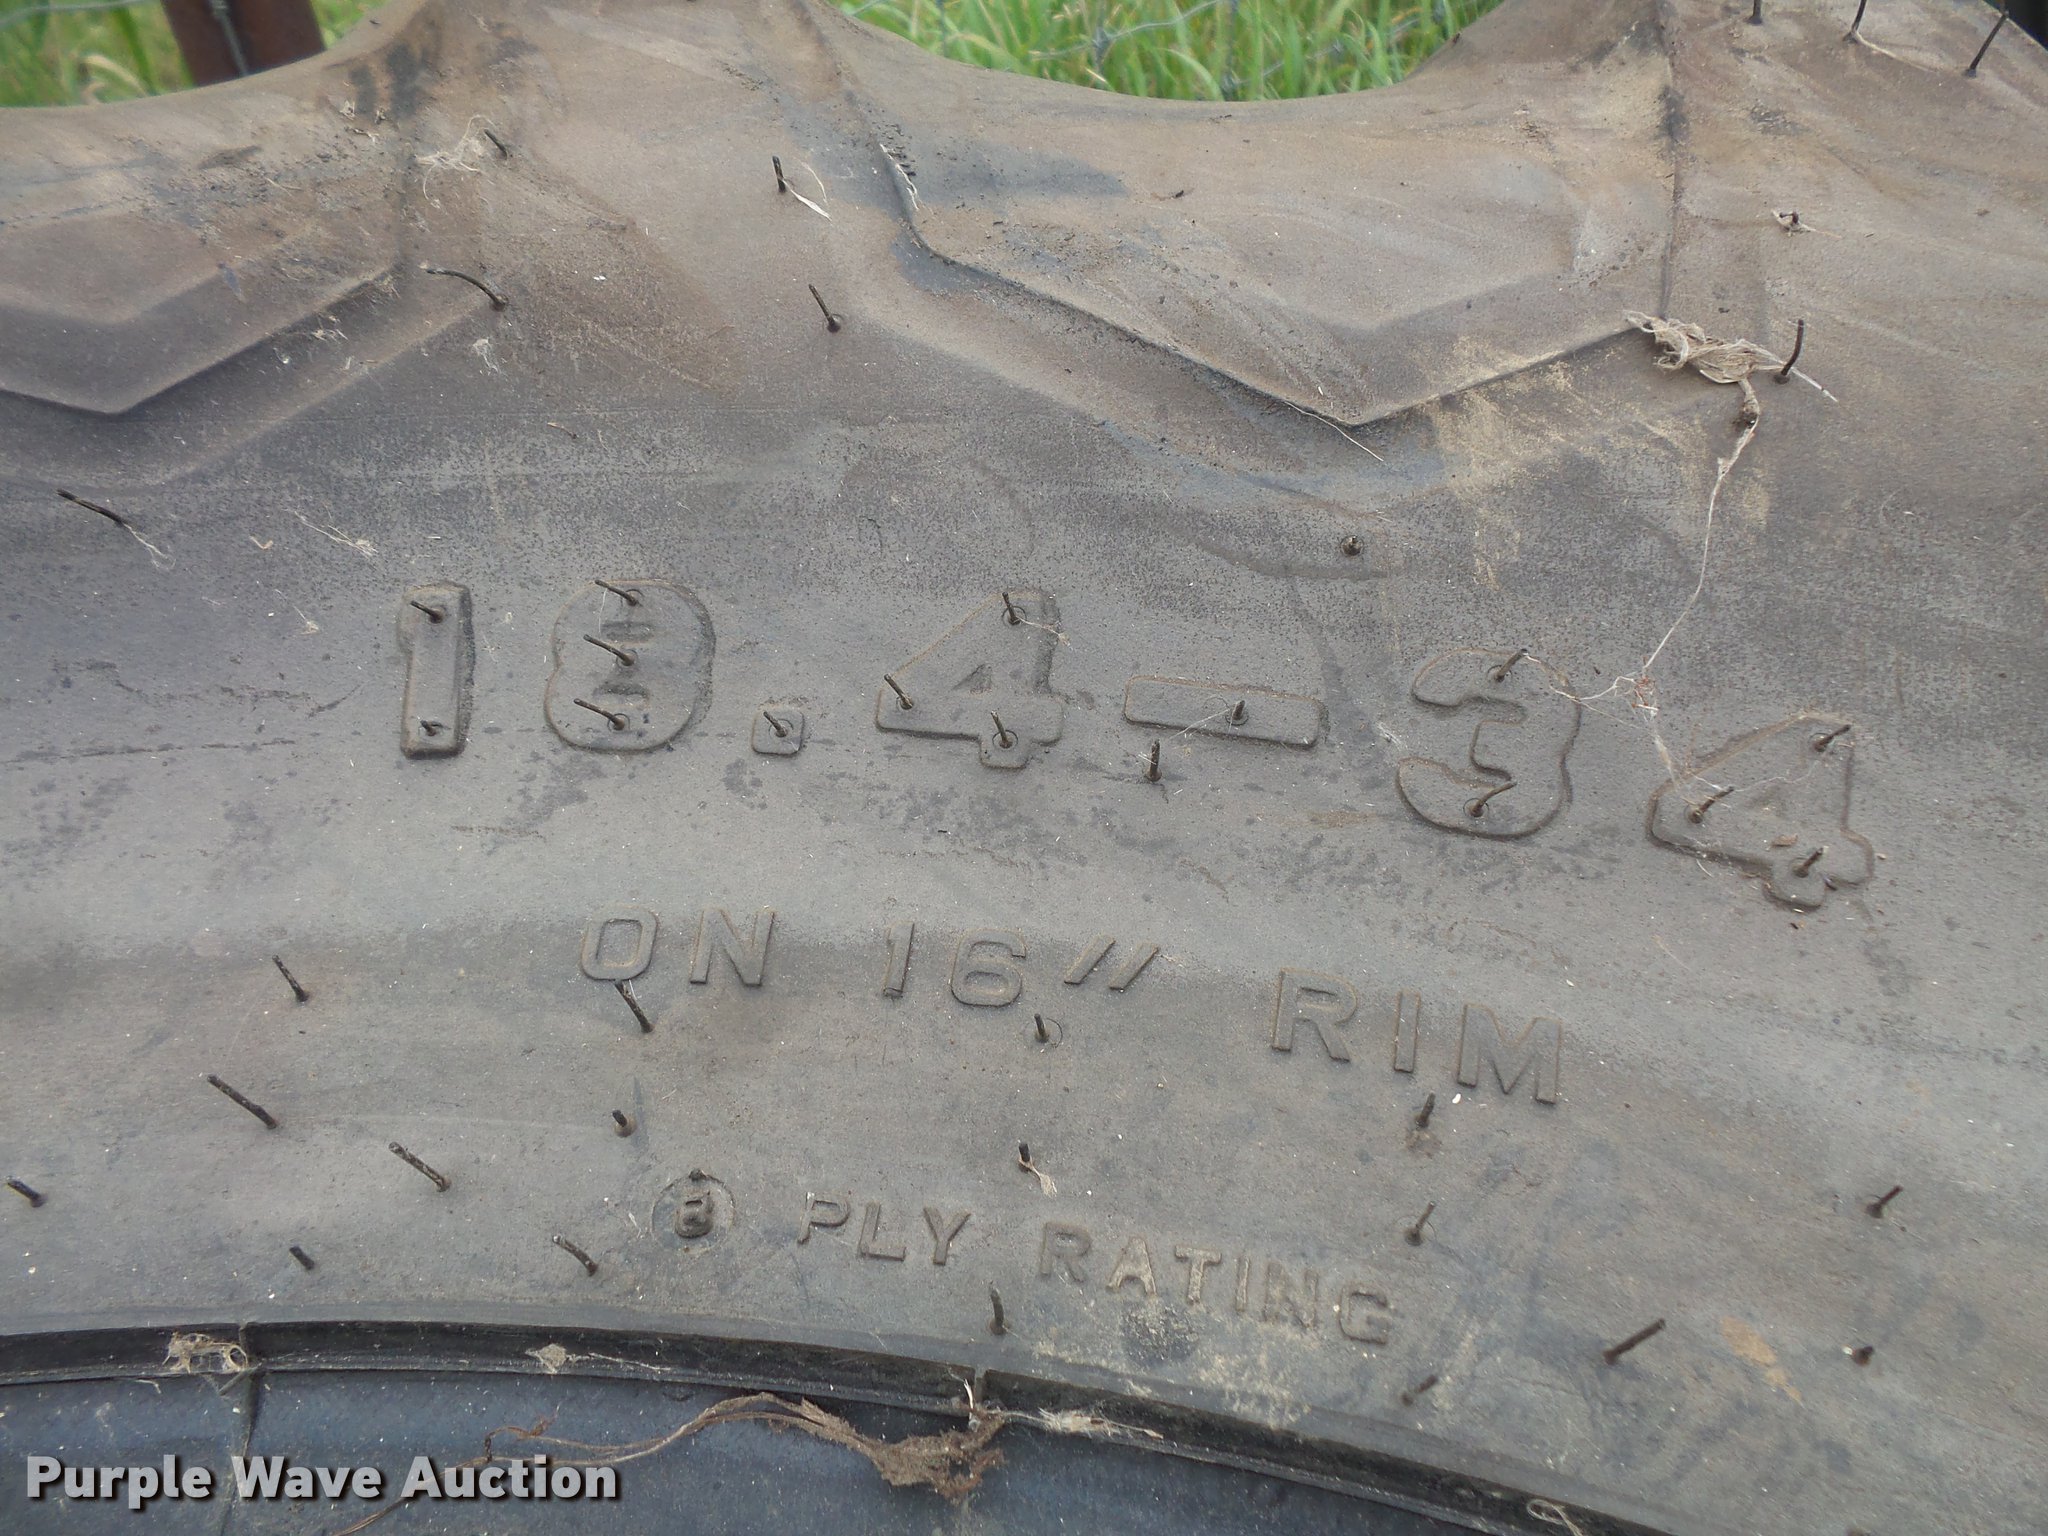 18.4-34
ON 16" RIM
8 PLY RATING
Purple Wave Auction